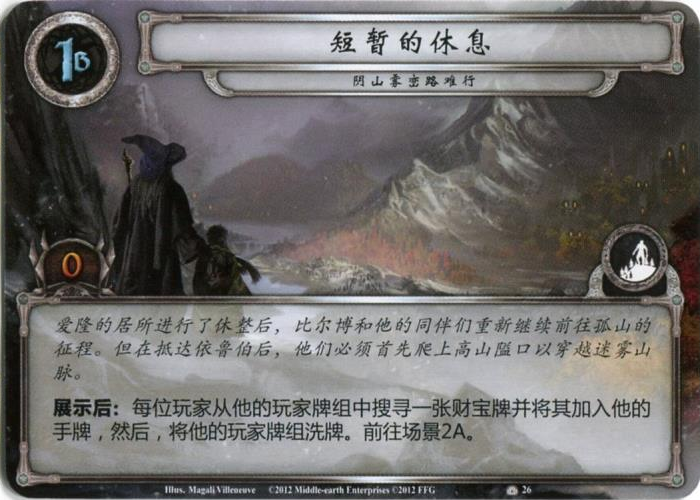 1B
短暂的休息
阴山雾峦路难行
0
爱隆的居所进行了休整后，比尔博和他的同伴们重新继续前往孤山的
征程。但在抵达依鲁伯后，他们必须首先爬上高山隘口以穿越迷雾山
脉。
展示后：每位玩家从他的玩家牌组中搜寻一张财宝牌并将其加入他的
手牌，然后，将他的玩家牌组洗牌。前往场景2A。
Illus. Magali Villeneuve ©2012 Middle-earth Enterprises ©2012 FFG 26